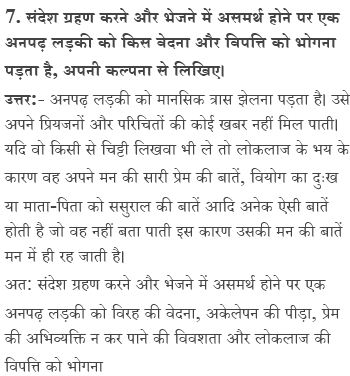 7. संदेश ग्रहण करने और भेजने में असमर्थ होने पर एक
अनपढ़ लड़की को किस वेदना और विपत्ति को भोगना
पड़ता है, अपनी कल्पना से लिखिए।
उत्तर:- अनपढ़ लड़की को मानसिक त्रास झेलना पड़ता है। उसे
अपने प्रियजनों और परिचितों की कोई खबर नहीं मिल पाती।
यदि वो किसी से चिट्टी लिखवा भी ले तो लोकलाज के भय के
कारण वह अपने मन की सारी प्रेम की बातें, वियोग का दुःख
या माता-पिता को ससुराल की बातें आदि अनेक ऐसी बातें
होती है जो वह नहीं बता पाती इस कारण उसकी मन की बातें
मन में ही रह जाती है।
अत: संदेश ग्रहण करने और भेजने में असमर्थ होने पर एक
अनपढ़ लड़की को विरह की वेदना, अकेलेपन की पीड़ा, प्रेम
की अभिव्यक्ति न कर पाने की विवशता और लोकलाज की
विपत्ति को भोगना